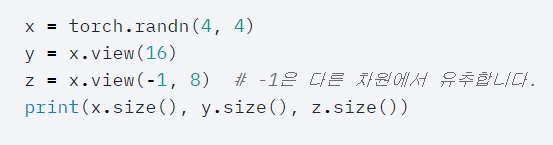 x = torch.randn(4, 4)
y = x.view(16)
z = x.view(-1, 8)  # -1은 다른 차원에서 유추합니다.
print(x.size(), y.size(), z.size())